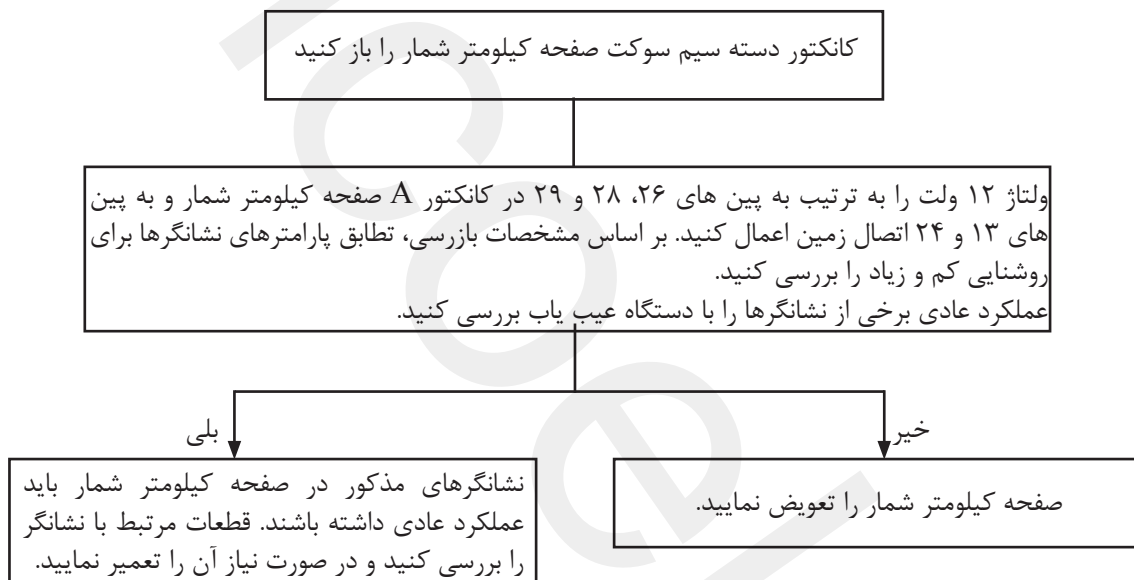 کانکتور دسته سیم سوکت صفحه کیلومتر شمار را باز کنید
ولتاژ ۱۲ ولت را به ترتیب به پین های ۲۶، ۲۸ و ۲۹ در کانکتور A صفحه کیلومتر شمار و به پین
های ۱۳ و ۲۴ اتصال زمین اعمال کنید. بر اساس مشخصات بازرسی، تطابق پارامترهای نشانگرها برای
روشنایی کم و زیاد را بررسی کنید.
عملکرد عادی برخی از نشانگرها را با دستگاه عیب یاب بررسی کنید.
خیر
بلی
صفحه کیلومتر شمار را تعویض نمایید.
نشانگرهای مذکور در صفحه کیلومتر شمار باید
عملکرد عادی داشته باشند. قطعات مرتبط با نشانگر
را بررسی کنید و در صورت نیاز آن را تعمیر نمایید.